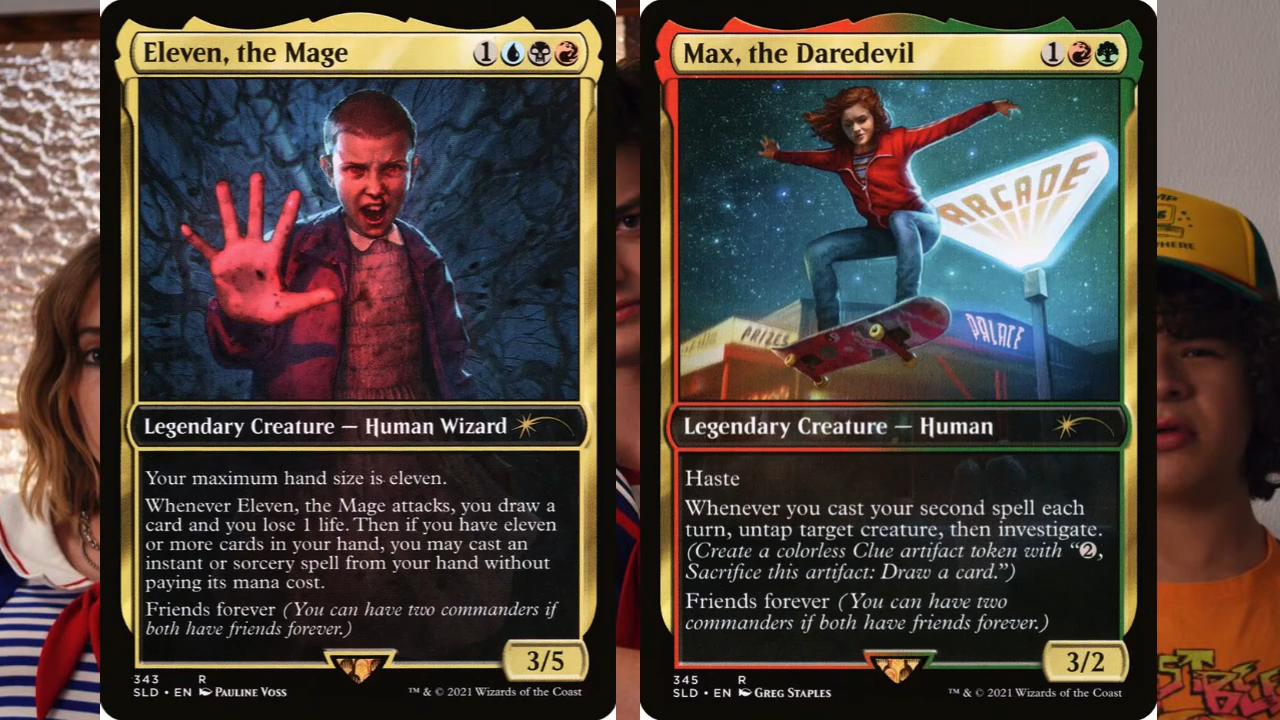 Eleven, the Mage
1
Legendary Creature — Human Wizard
Your maximum hand size is eleven.
Whenever Eleven, the Mage attacks, you draw a
card and you lose 1 life. Then if you have eleven
or more cards in your hand, you may cast an
instant or sorcery spell from your hand without
paying its mana cost.
Friends forever (You can have two commanders if
both have friends forever.)
3/5
343 R
SLD • EN PAULINE VOSS
™ & © 2021 Wizards of the Coast
Max, the Daredevil
1
ARCADE
PRIZES
PALACE
Legendary Creature — Human
Haste
Whenever you cast your second spell each
turn, untap target creature, then investigate.
(Create a colorless Clue artifact token with “2,
Sacrifice this artifact: Draw a card.”)
Friends forever (You can have two
commanders if both have friends forever.)
3/2
345 R
SLD • EN GREG STAPLES
™ & © 2021 Wizards of the Coast